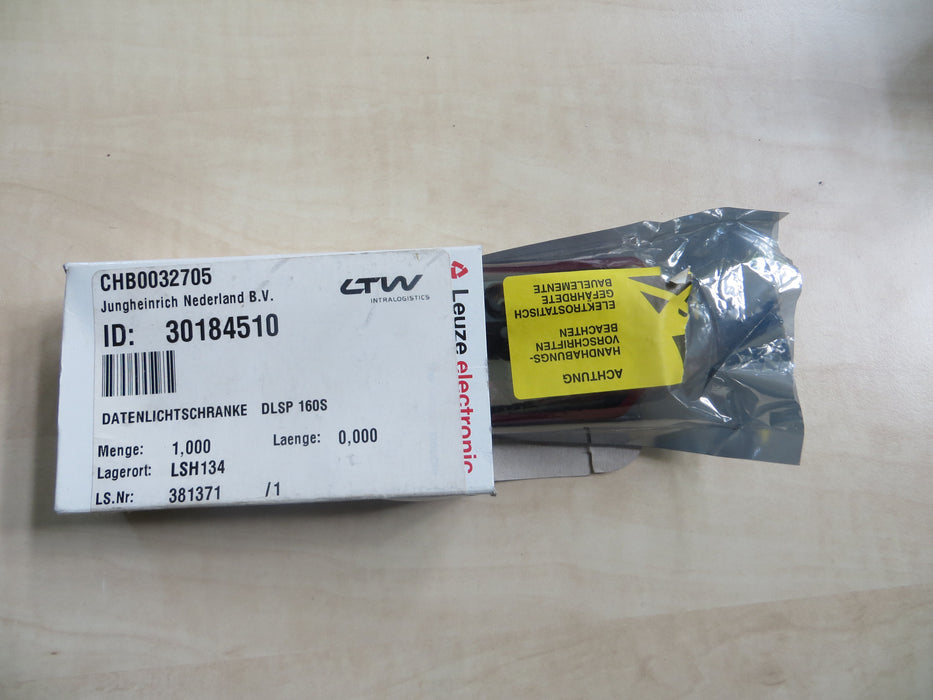 CHB0032705
Jungheinrich Nederland B.V.
LTW
INTRALOGISTICS
ID: 30184510
DATENLICHTSCHRANKE DLSP 160S
Menge: 1,000 Laenge: 0,000
Lagerort: LSH134
LS.Nr: 381371 /1
Leuze electronic
ACHTUNG
HANDHABUNGS-
VORSCHRIFTEN
BEACHTEN
ELEKTROSTATISCH
GEFÄHRDETE
BAUELEMENTE